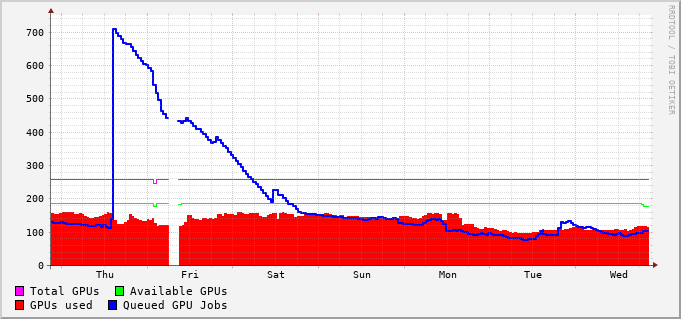 RRDTOOL / TOBI OETIKER
700
600
500
400
300
200
100
0
Thu Fri Sat Sun Mon Tue Wed
Total GPUs Available GPUs
GPUs used Queued GPU Jobs